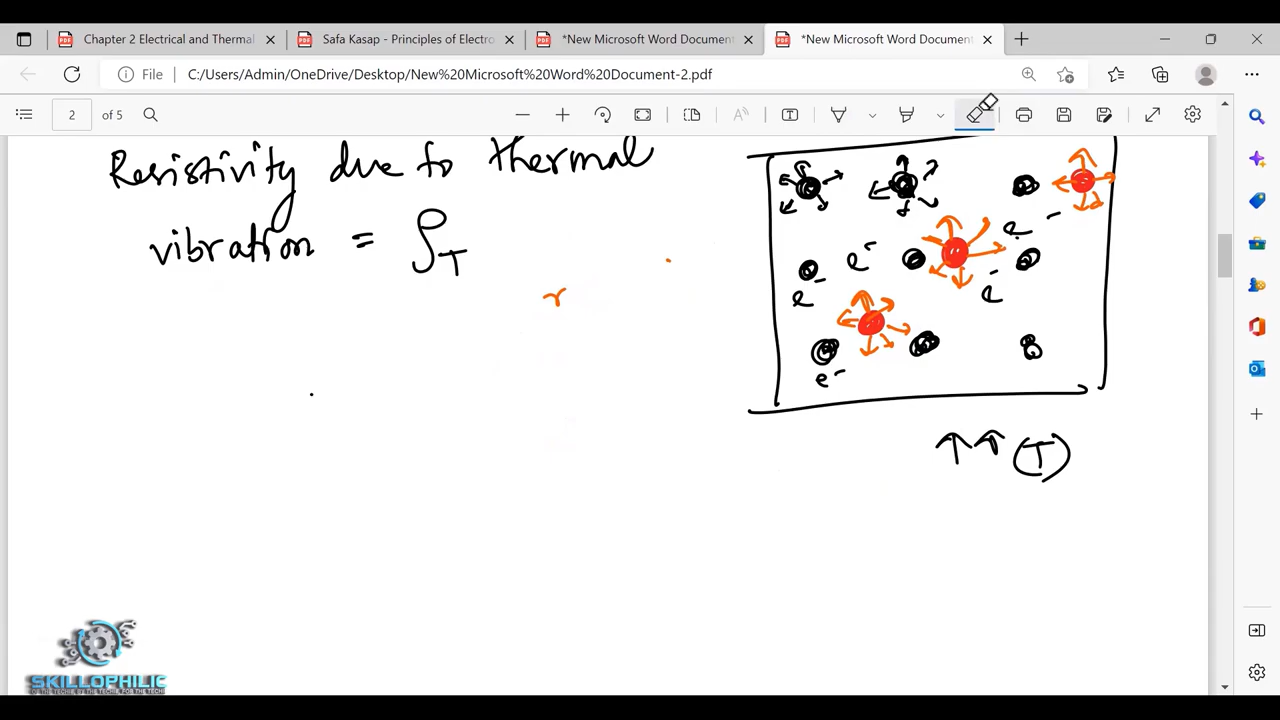 Chapter 2 Electrical and Thermal
Safa Kasap - Principles of Electro
*New Microsoft Word Document
*New Microsoft Word Document
File
C:/Users/Admin/OneDrive/Desktop/New%20Microsoft%20Word%20Document-2.pdf
2 of 5
Resistivity due to thermal
vibration = ρT
r
e-
e-
e-
e-
e-
↑↑ (T)
SKILLOPHILIC